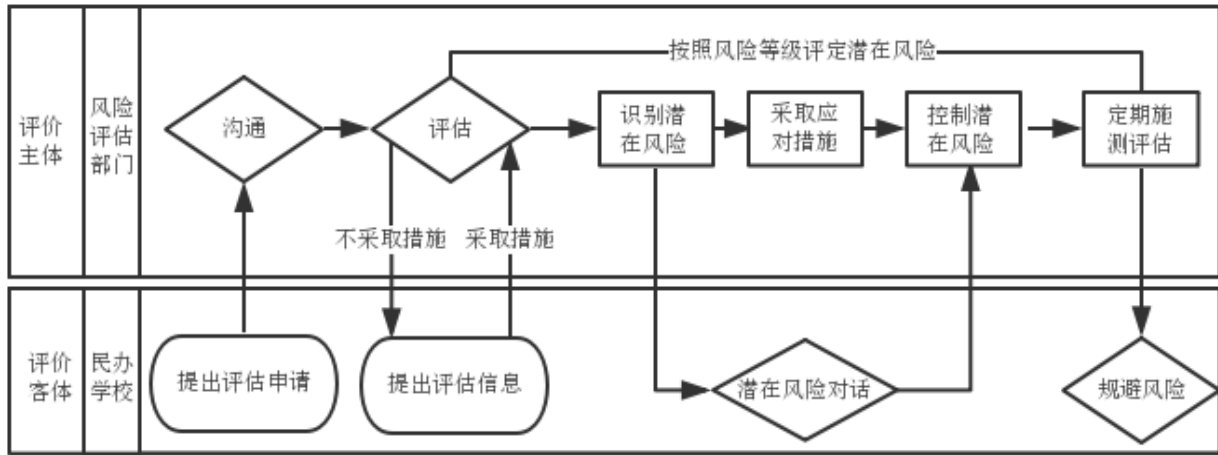 按照风险等级评定潜在风险
评价
主体
风险
评估
部门
沟通
评估
识别潜
在风险
采取应
对措施
控制潜
在风险
定期施
测评估
不采取措施
采取措施
评价
客体
民办
学校
提出评估申请
提出评估信息
潜在风险对话
规避风险